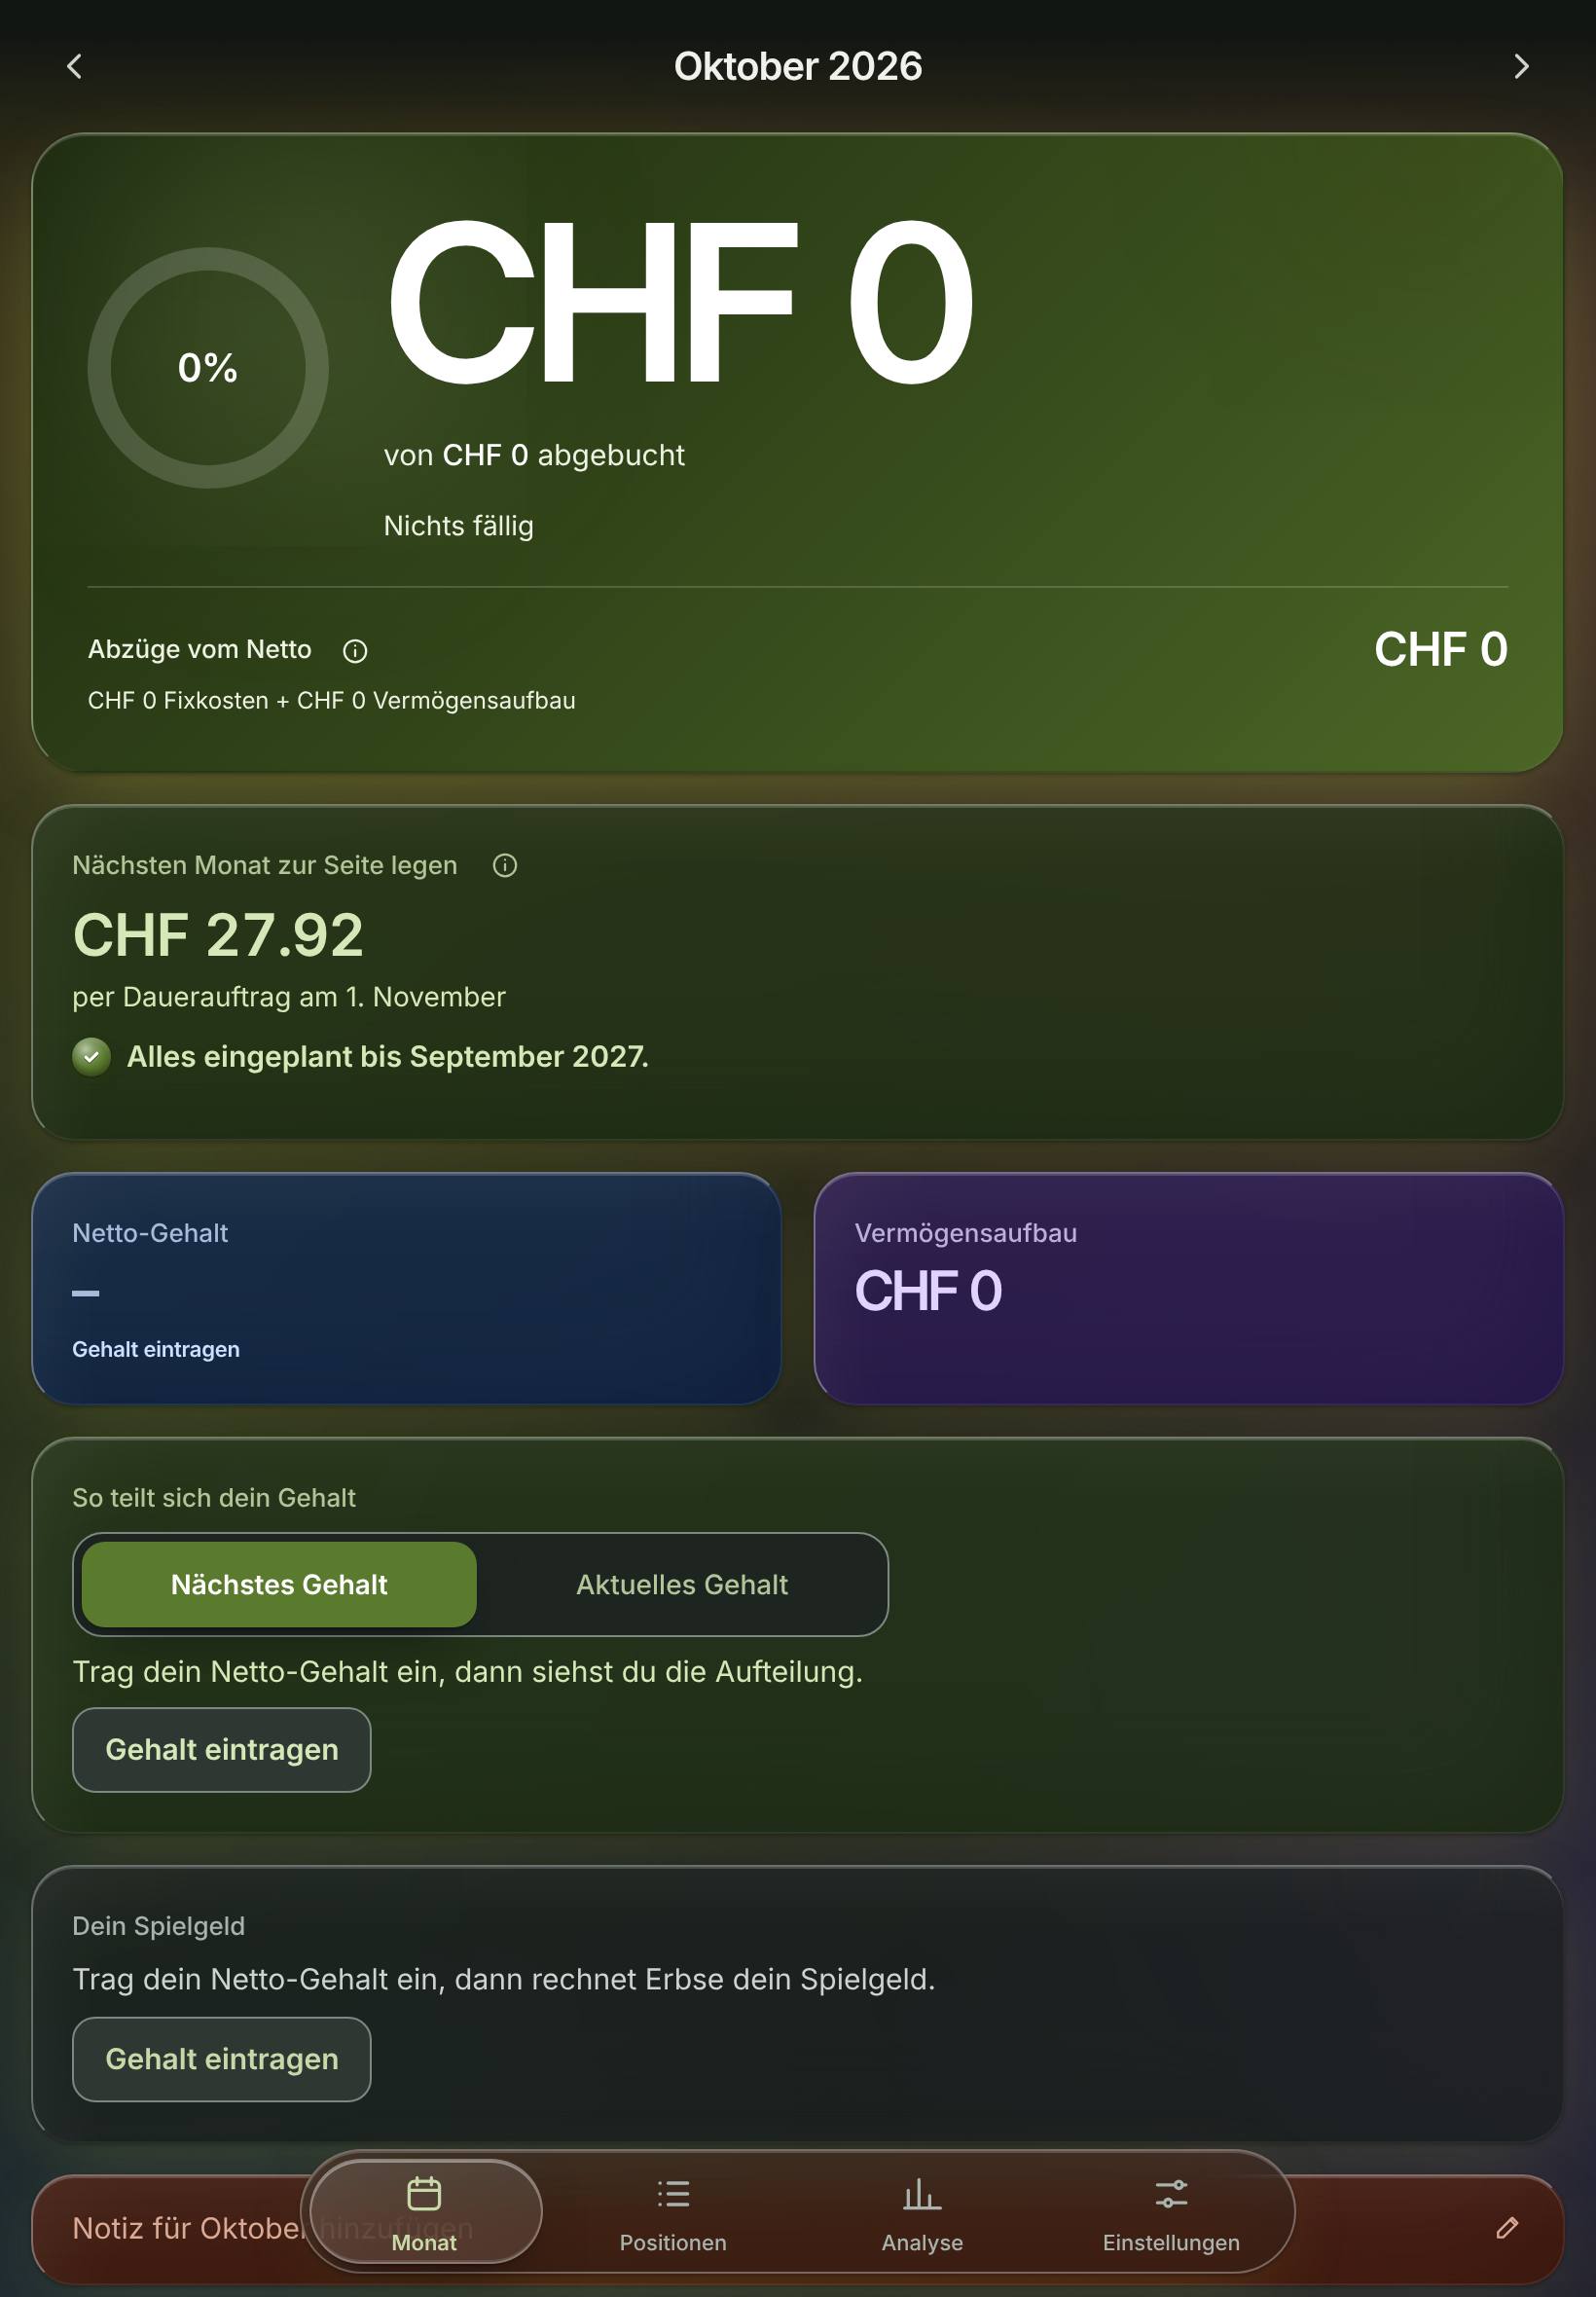 Oktober 2026
0%
CHF 0
von CHF 0 abgebucht
Nichts fällig
Abzüge vom Netto
CHF 0
CHF 0 Fixkosten + CHF 0 Vermögensaufbau
Nächsten Monat zur Seite legen
CHF 27.92
per Dauerauftrag am 1. November
Alles eingeplant bis September 2027.
Netto-Gehalt
–
Gehalt eintragen
Vermögensaufbau
CHF 0
So teilt sich dein Gehalt
Nächstes Gehalt
Aktuelles Gehalt
Trag dein Netto-Gehalt ein, dann siehst du die Aufteilung.
Gehalt eintragen
Dein Spielgeld
Trag dein Netto-Gehalt ein, dann rechnet Erbse dein Spielgeld.
Gehalt eintragen
Notiz für Oktober hinzufügen
Monat
Positionen
Analyse
Einstellungen